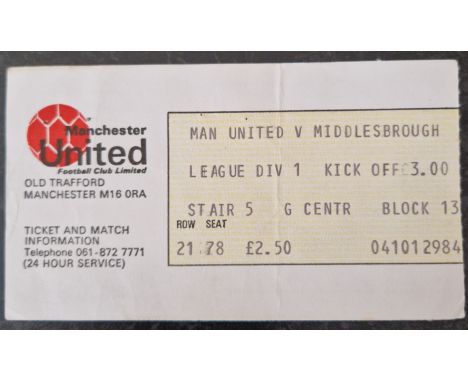 Manchester
United
Football Club Limited
OLD TRAFFORD
MANCHESTER M16 0RA
TICKET AND MATCH
INFORMATION
Telephone 061-872 7771
(24 HOUR SERVICE)
MAN UNITED V MIDDLESBROUGH
LEAGUE DIV 1 KICK OFF 3.00
STAIR 5 G CENTR BLOCK 13
ROW SEAT
21 78 £2.50 041012984